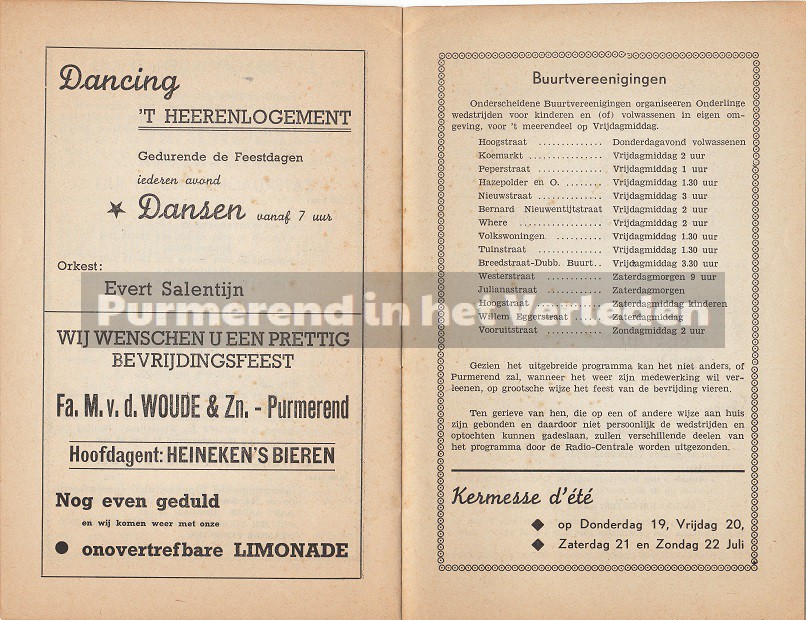 Dancing
'T HEERENLOGEMENT
Gedurende de Feestdagen
iederen avond
Dansen vanaf 7 uur
Orkest:
Evert Salentijn
WIJ WENSCHEN U EEN PRETTIG
BEVRIJDINGSFEEST
Fa. M. v. d. WOUDE & Zn. - Purmerend
Hoofdagent: HEINEKEN'S BIEREN
Nog even geduld
en wij komen weer met onze
● onovertrefbare LIMONADE
Buurtvereenigingen
Onderscheidene Buurtvereenigingen organiseeren Onderlinge
wedstrijden voor kinderen en (of) volwassenen in eigen om-
geving, voor 't meerendeel op Vrijdagmiddag.
Hoogstraat .............. Donderdagavond volwassenen
Koemarkt .............. Vrijdagmiddag 2 uur
Peperstraat .............. Vrijdagmiddag 1 uur
Hazepolder en O. ........ Vrijdagmiddag 1.30 uur
Nieuwstraat .............. Vrijdagmiddag 3 uur
Bernard Nieuwentijtstraat Vrijdagmiddag 2 uur
Where .............. Vrijdagmiddag 2 uur
Volkswoningen .......... Vrijdagmiddag 1.30 uur
Tuinstraat .............. Vrijdagmiddag 1.30 uur
Breedstraat-Dubb. Buurt.. Vrijdagmiddag 3.30 uur
Westerstraat ............ Zaterdagmorgen 9 uur
Julianastraat ............ Zaterdagmorgen
Hoogstraat .............. Zaterdagmiddag kinderen
Willem Eggerstraat ...... Zaterdagmiddag
Vooruitstraat ............ Zondagmiddag 2 uur
Purmerend in het Verleden
Gezien het uitgebreide programma kan het niet anders, of
Purmerend zal, wanneer het weer zijn medewerking wil ver-
leenen, op grootsche wijze het feest van de bevrijding vieren.
Ten gerieve van hen, die op een of andere wijze aan huis
zijn gebonden en daardoor niet persoonlijk de wedstrijden en
optochten kunnen gadeslaan, zullen verschillende deelen van
het programma door de Radio-Centrale worden uitgezonden.
Kermesse d'été
◆ op Donderdag 19, Vrijdag 20,
◆ Zaterdag 21 en Zondag 22 Juli